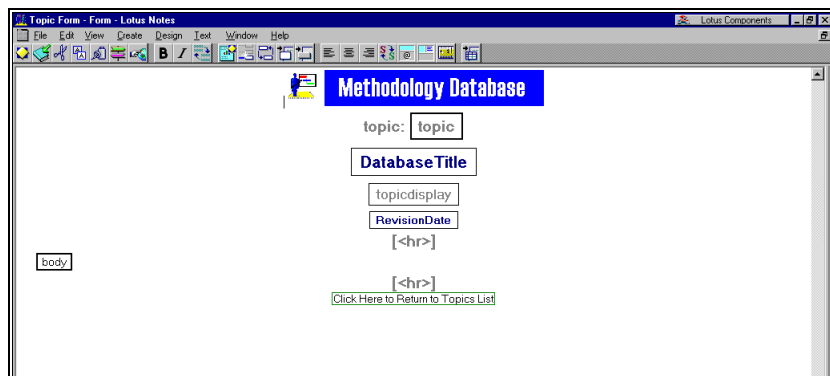 Topic Form - Form - Lotus Notes
Lotus Components
File Edit View Create Design Text Window Help
B I
Methodology Database
topic: topic
DatabaseTitle
topicdisplay
RevisionDate
[<hr>]
body
[<hr>]
Click Here to Return to Topics List